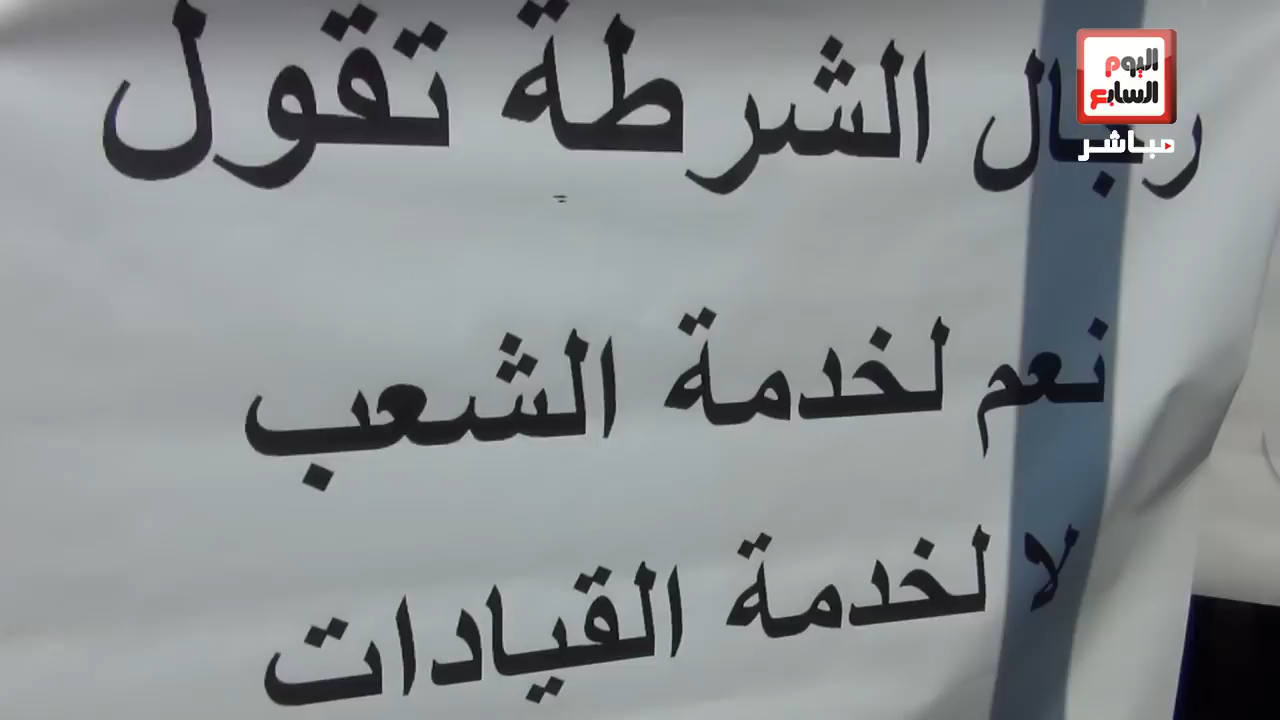 اليوم
السابع
مباشر
رجال الشرطة تقول
نعم لخدمة الشعب
لا لخدمة القيادات